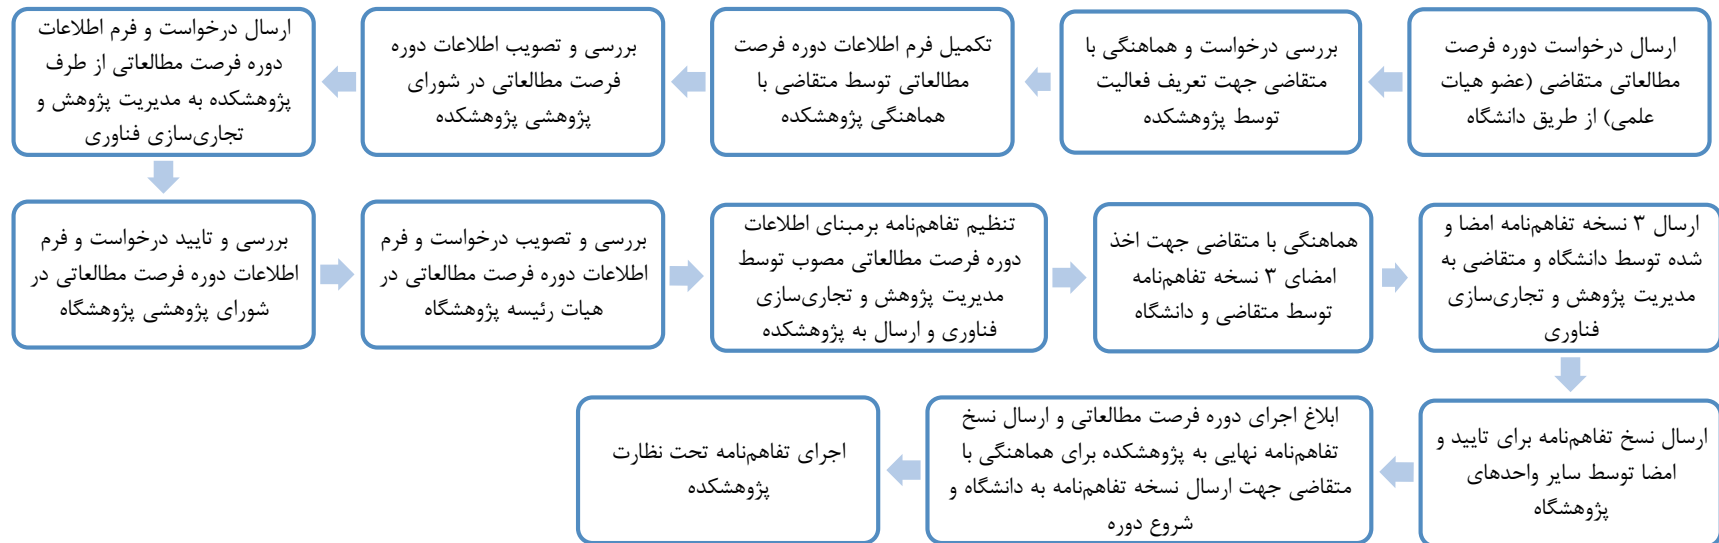 ارسال درخواست دوره فرصت
مطالعاتی متقاضی (عضو هیات
علمی) از طریق دانشگاه
بررسی درخواست و هماهنگی با
متقاضی جهت تعریف فعالیت
توسط پژوهشکده
تکمیل فرم اطلاعات دوره فرصت
مطالعاتی توسط متقاضی با
هماهنگی پژوهشکده
بررسی و تصویب اطلاعات دوره
فرصت مطالعاتی در شورای
پژوهشی پژوهشکده
ارسال درخواست و فرم اطلاعات
دوره فرصت مطالعاتی از طرف
پژوهشکده به مدیریت پژوهش و
تجاری‌سازی فناوری
بررسی و تایید درخواست و فرم
اطلاعات دوره فرصت مطالعاتی در
شورای پژوهشی پژوهشگاه
بررسی و تصویب درخواست و فرم
اطلاعات دوره فرصت مطالعاتی در
هیات رئیسه پژوهشگاه
تنظیم تفاهم‌نامه برمبنای اطلاعات
دوره فرصت مطالعاتی مصوب توسط
مدیریت پژوهش و تجاری‌سازی
فناوری و ارسال به پژوهشکده
هماهنگی با متقاضی جهت اخذ
امضای ۳ نسخه تفاهم‌نامه
توسط متقاضی و دانشگاه
ارسال ۳ نسخه تفاهم‌نامه امضا و
شده توسط دانشگاه و متقاضی به
مدیریت پژوهش و تجاری‌سازی
فناوری
ارسال نسخ تفاهم‌نامه برای تایید و
امضا توسط سایر واحدهای
پژوهشگاه
ابلاغ اجرای دوره فرصت مطالعاتی و ارسال نسخ
تفاهم‌نامه نهایی به پژوهشکده برای هماهنگی با
متقاضی جهت ارسال نسخه تفاهم‌نامه به دانشگاه و
شروع دوره
اجرای تفاهم‌نامه تحت نظارت
پژوهشکده